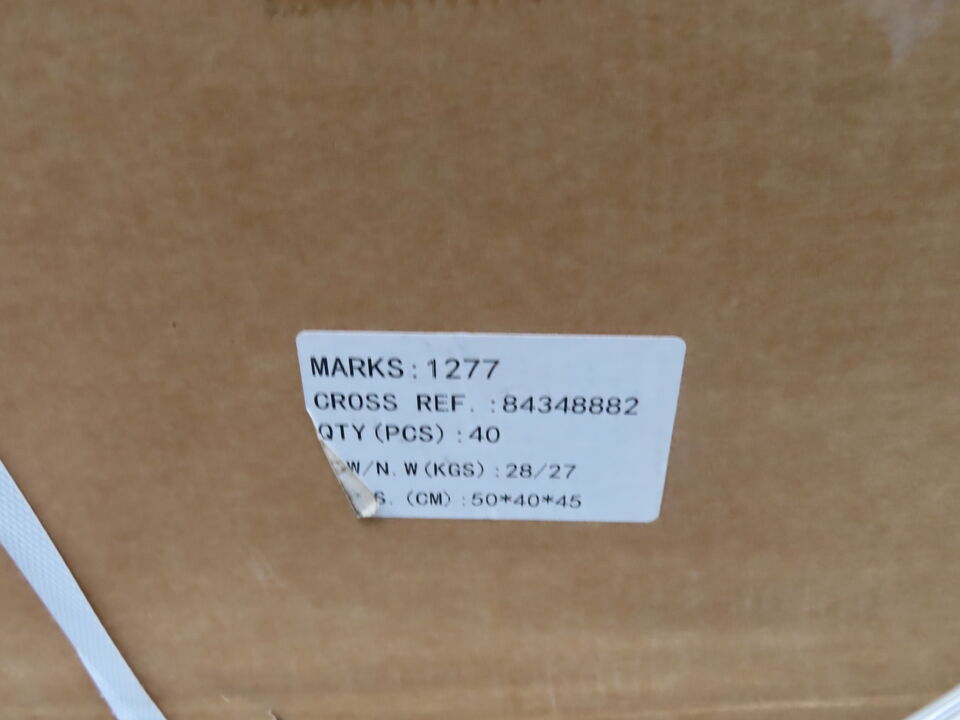 MARKS:1277
CROSS REF.:84348882
QTY(PCS):40
W/N.W(KGS):28/27
S.(CM):50*40*45